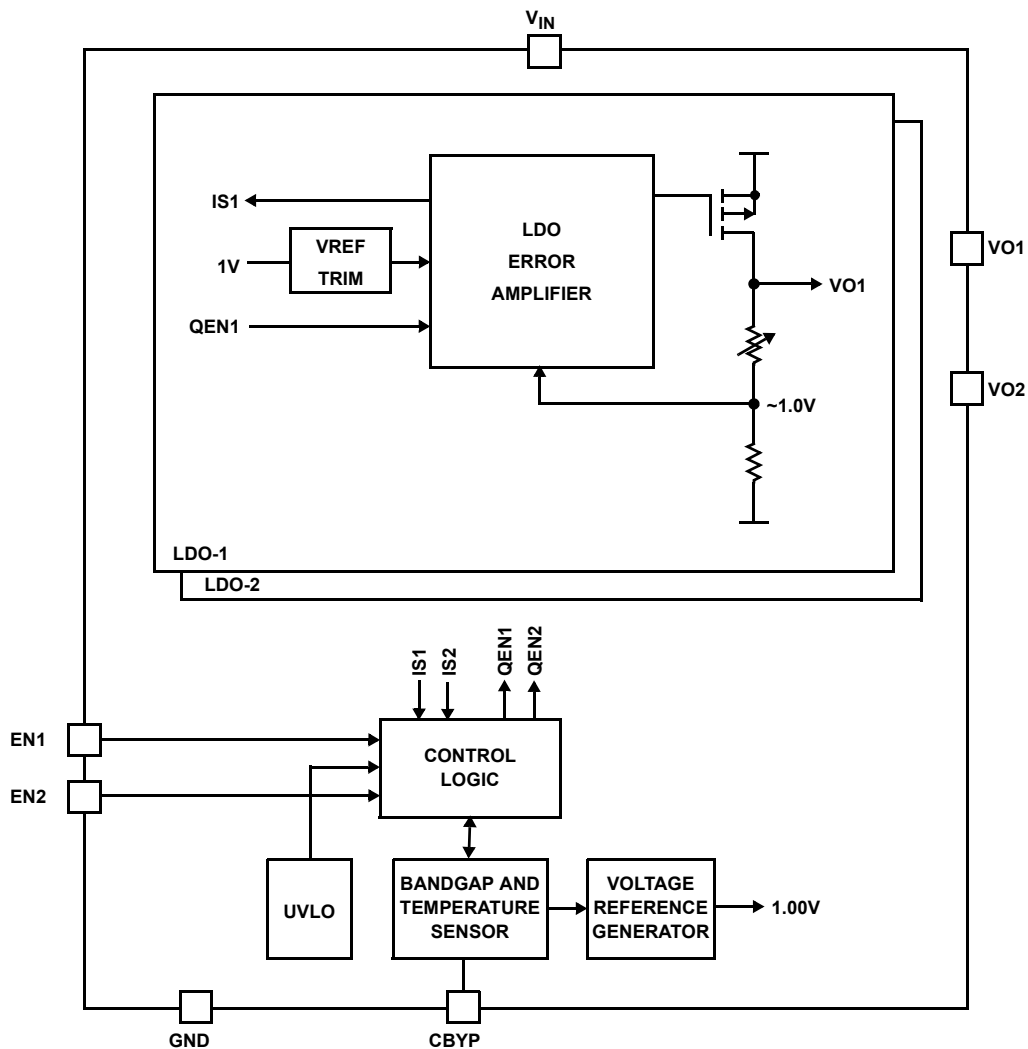 VIN
IS1
1V
VREF
TRIM
QEN1
LDO
ERROR
AMPLIFIER
VO1
~1.0V
VO1
VO2
LDO-1
LDO-2
IS1
IS2
QEN1
QEN2
EN1
EN2
CONTROL
LOGIC
UVLO
BANDGAP AND
TEMPERATURE
SENSOR
VOLTAGE
REFERENCE
GENERATOR
1.00V
GND
CBYP